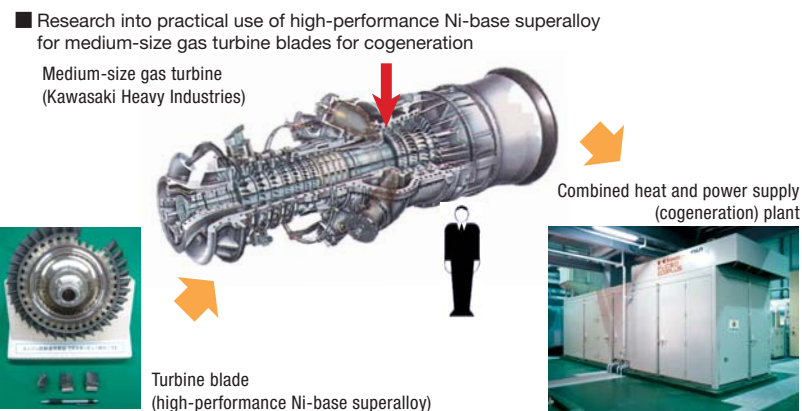 ■ Research into practical use of high-performance Ni-base superalloy
for medium-size gas turbine blades for cogeneration
Medium-size gas turbine
(Kawasaki Heavy Industries)
Combined heat and power supply
(cogeneration) plant
Turbine blade
(high-performance Ni-base superalloy)